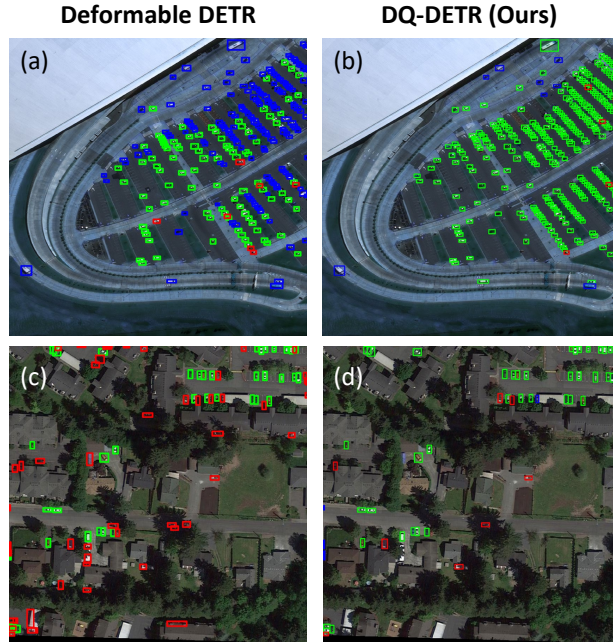 Deformable DETR
DQ-DETR (Ours)
(a)
(b)
(c)
(d)